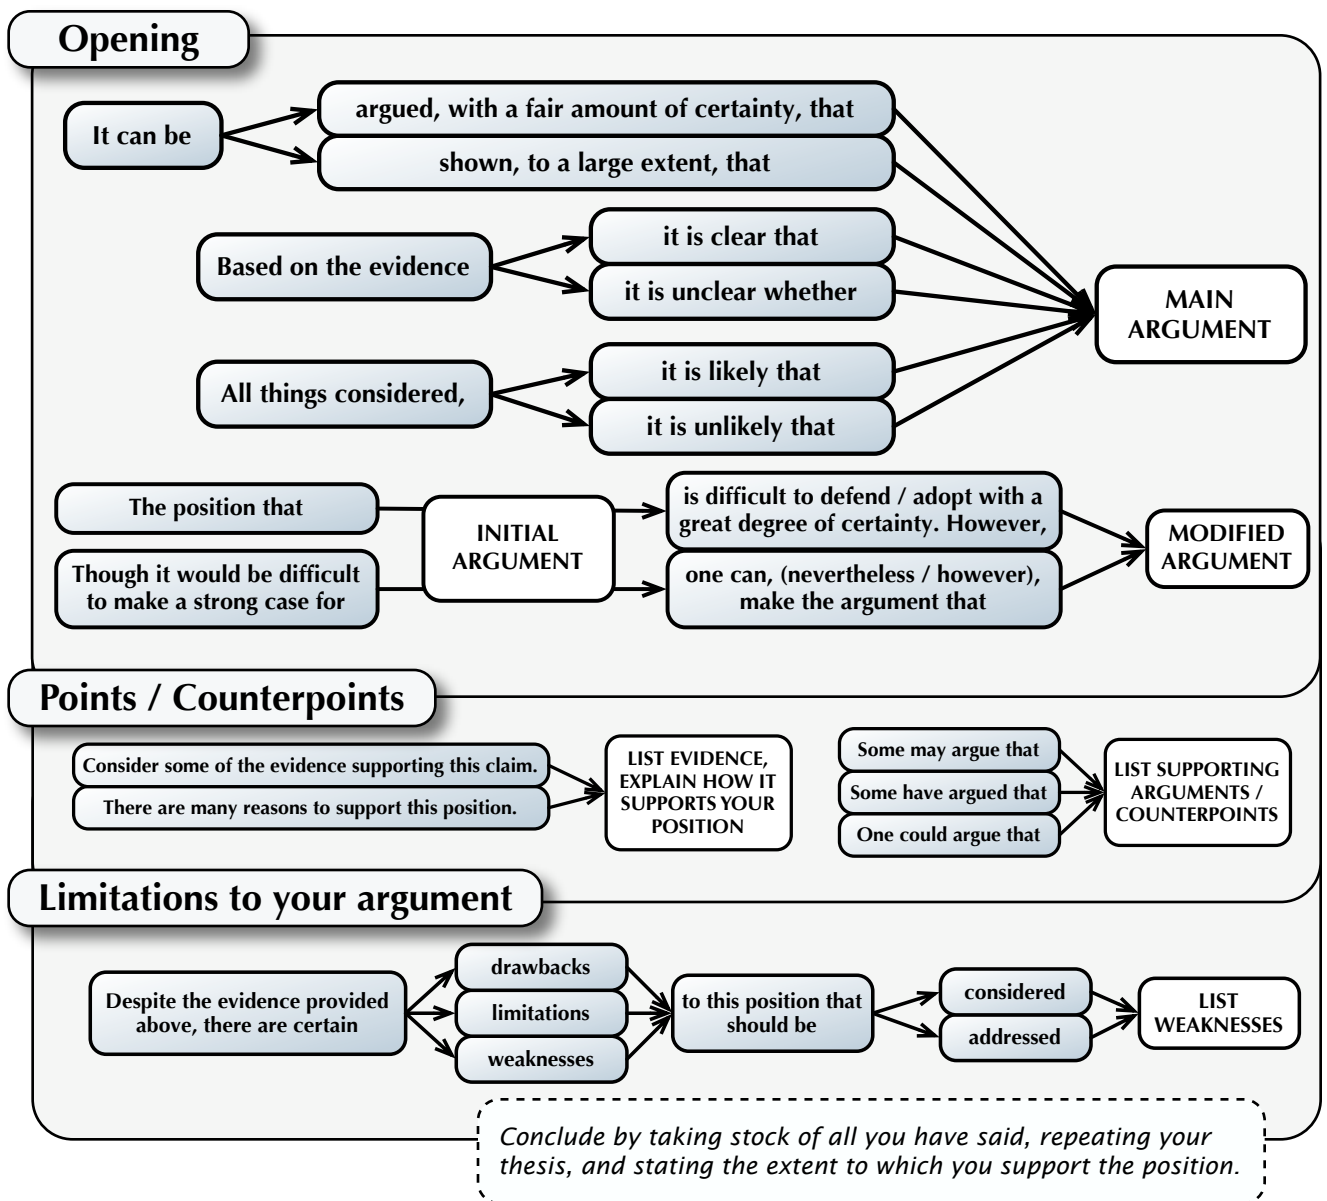 Opening
It can be
argued, with a fair amount of certainty, that
shown, to a large extent, that
Based on the evidence
it is clear that
it is unclear whether
All things considered,
it is likely that
it is unlikely that
MAIN
ARGUMENT
The position that
Though it would be difficult
to make a strong case for
INITIAL
ARGUMENT
is difficult to defend / adopt with a
great degree of certainty. However,
one can, (nevertheless / however),
make the argument that
MODIFIED
ARGUMENT
Points / Counterpoints
Consider some of the evidence supporting this claim.
There are many reasons to support this position.
LIST EVIDENCE,
EXPLAIN HOW IT
SUPPORTS YOUR
POSITION
Some may argue that
Some have argued that
One could argue that
LIST SUPPORTING
ARGUMENTS /
COUNTERPOINTS
Limitations to your argument
Despite the evidence provided
above, there are certain
drawbacks
limitations
weaknesses
to this position that
should be
considered
addressed
LIST
WEAKNESSES
Conclude by taking stock of all you have said, repeating your
thesis, and stating the extent to which you support the position.